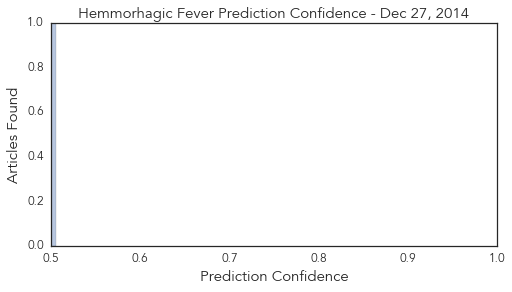 Hemmorhagic Fever Prediction Confidence - Dec 27, 2014
1.0
0.8
0.6
0.4
0.2
0.0
Articles Found
0.5 0.6 0.7 0.8 0.9 1.0
Prediction Confidence